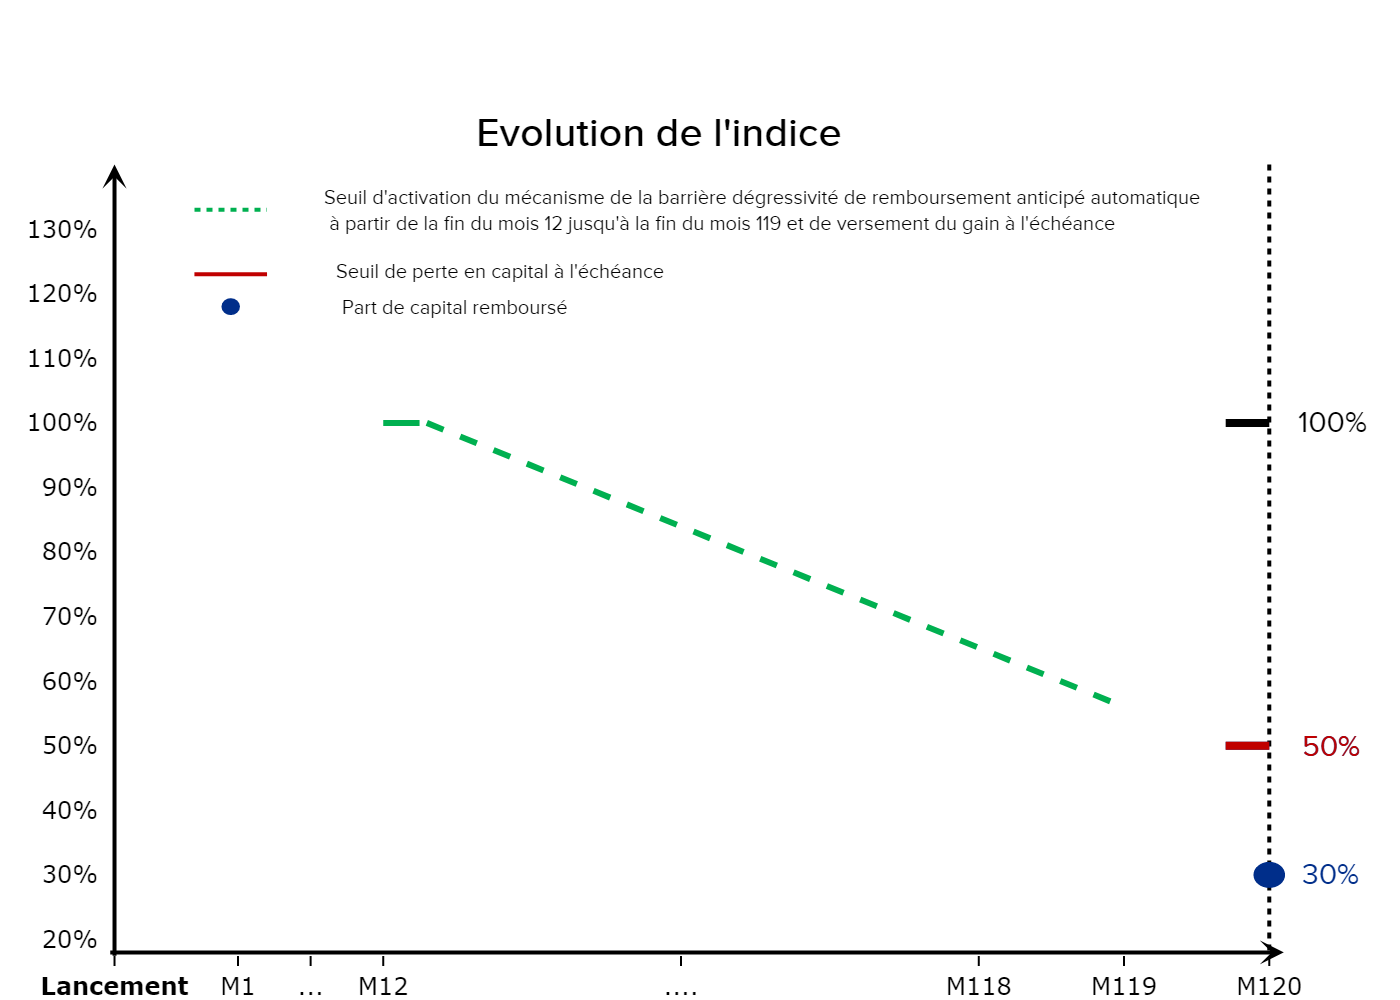 Evolution de l'indice
Seuil d'activation du mécanisme de la barrière dégressivité de remboursement anticipé automatique
à partir de la fin du mois 12 jusqu'à la fin du mois 119 et de versement du gain à l'échéance
Seuil de perte en capital à l'échéance
Part de capital remboursé
130%
120%
110%
100%
90%
80%
70%
60%
50%
40%
30%
20%
100%
50%
30%
Lancement M1 ... M12 .... M118 M119 M120